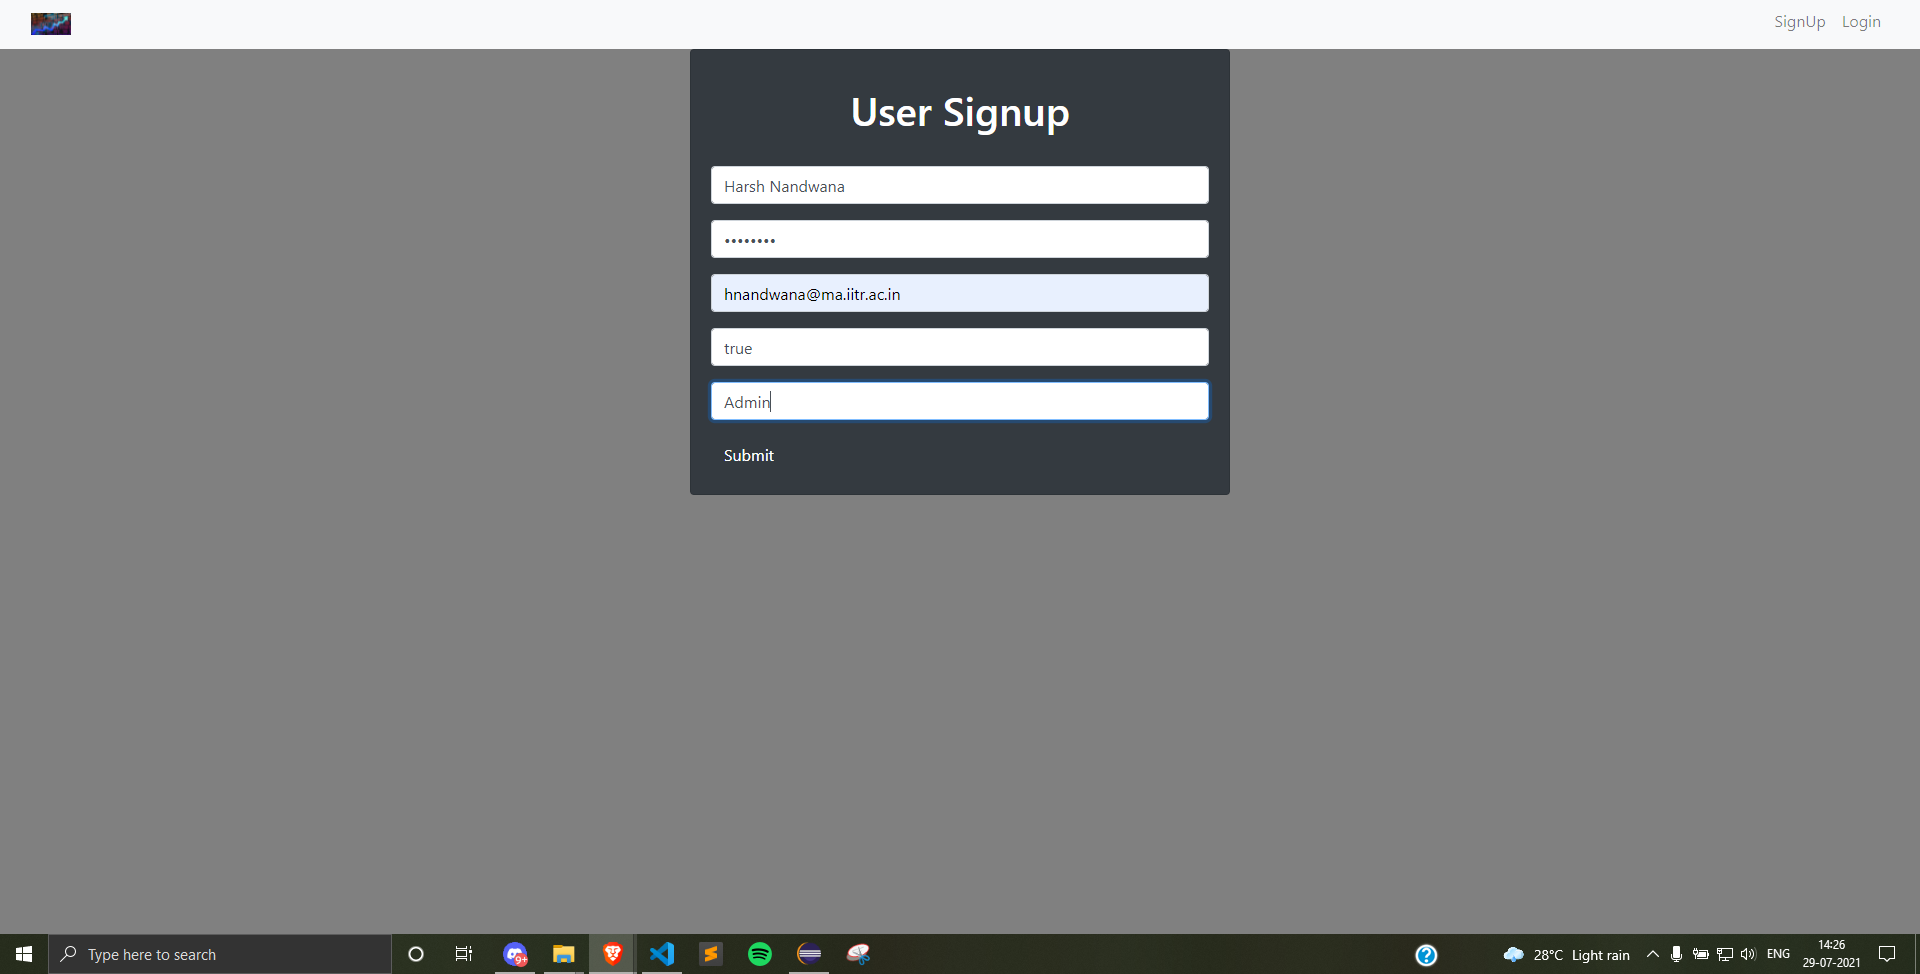 SignUp Login
User Signup
Harsh Nandwana
••••••••
hnandwana@ma.iitr.ac.in
true
Admin
Submit
Type here to search
9+
28°C Light rain
ENG
14:26
29-07-2021